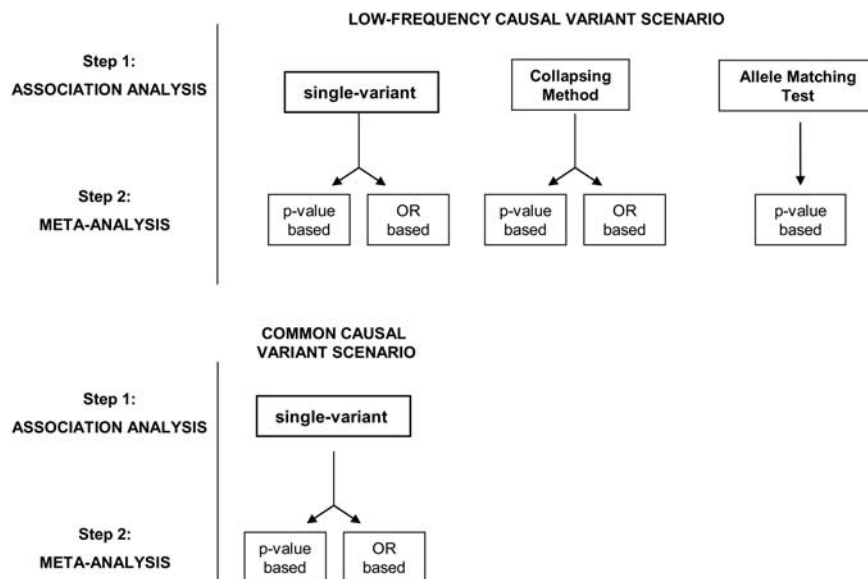 LOW-FREQUENCY CAUSAL VARIANT SCENARIO
Step 1:
ASSOCIATION ANALYSIS
single-variant
Collapsing
Method
Allele Matching
Test
Step 2:
META-ANALYSIS
p-value
based
OR
based
p-value
based
OR
based
p-value
based
COMMON CAUSAL
VARIANT SCENARIO
Step 1:
ASSOCIATION ANALYSIS
single-variant
Step 2:
META-ANALYSIS
p-value
based
OR
based